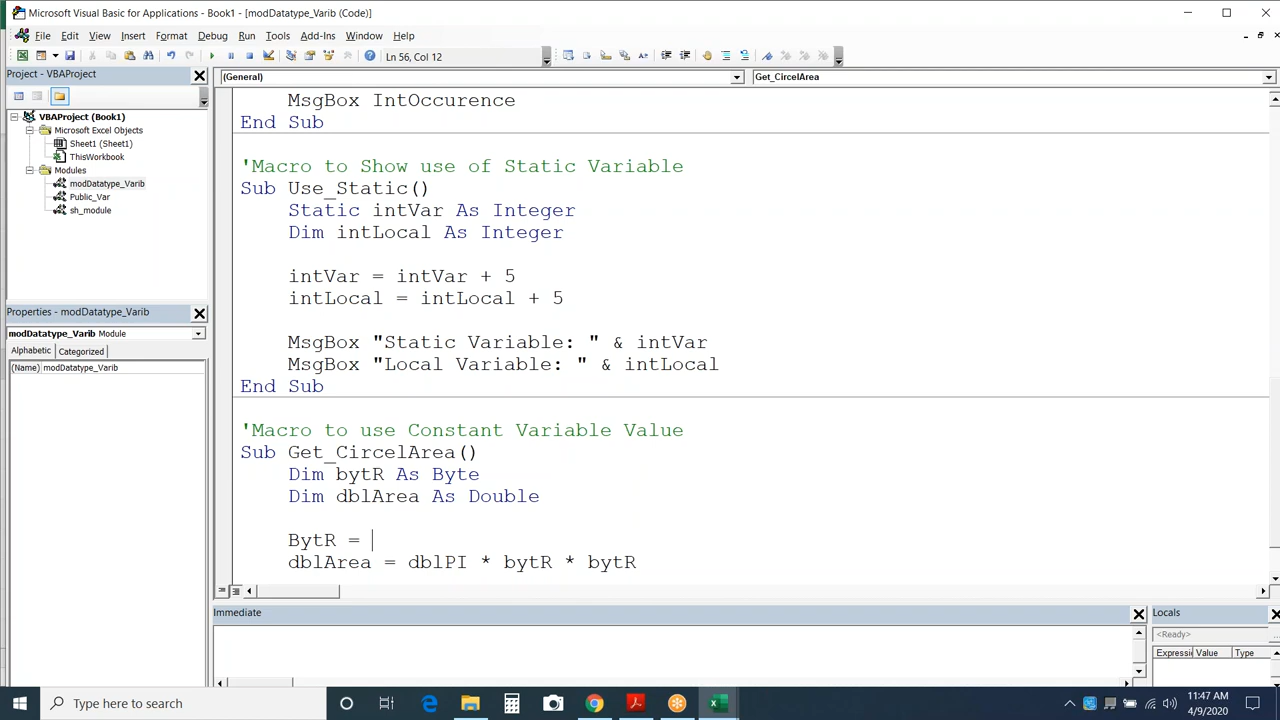 Microsoft Visual Basic for Applications - Book1 - [modDatatype_Varib (Code)]
File Edit View Insert Format Debug Run Tools Add-Ins Window Help
Ln 56, Col 12
Project - VBAProject
(General)
Get_CircelArea
VBAProject (Book1)
Microsoft Excel Objects
Sheet1 (Sheet1)
ThisWorkbook
Modules
modDatatype_Varib
Public_Var
sh_module
Properties - modDatatype_Varib
modDatatype_Varib Module
Alphabetic Categorized
(Name) modDatatype_Varib
MsgBox IntOccurence
End Sub
'Macro to Show use of Static Variable
Sub Use_Static()
Static intVar As Integer
Dim intLocal As Integer
intVar = intVar + 5
intLocal = intLocal + 5
MsgBox "Static Variable: " & intVar
MsgBox "Local Variable: " & intLocal
End Sub
'Macro to use Constant Variable Value
Sub Get_CircelArea()
Dim bytR As Byte
Dim dblArea As Double
BytR =
dblArea = dblPI * bytR * bytR
Immediate
Locals
<Ready>
Expressi Value Type
Type here to search
11:47 AM
4/9/2020